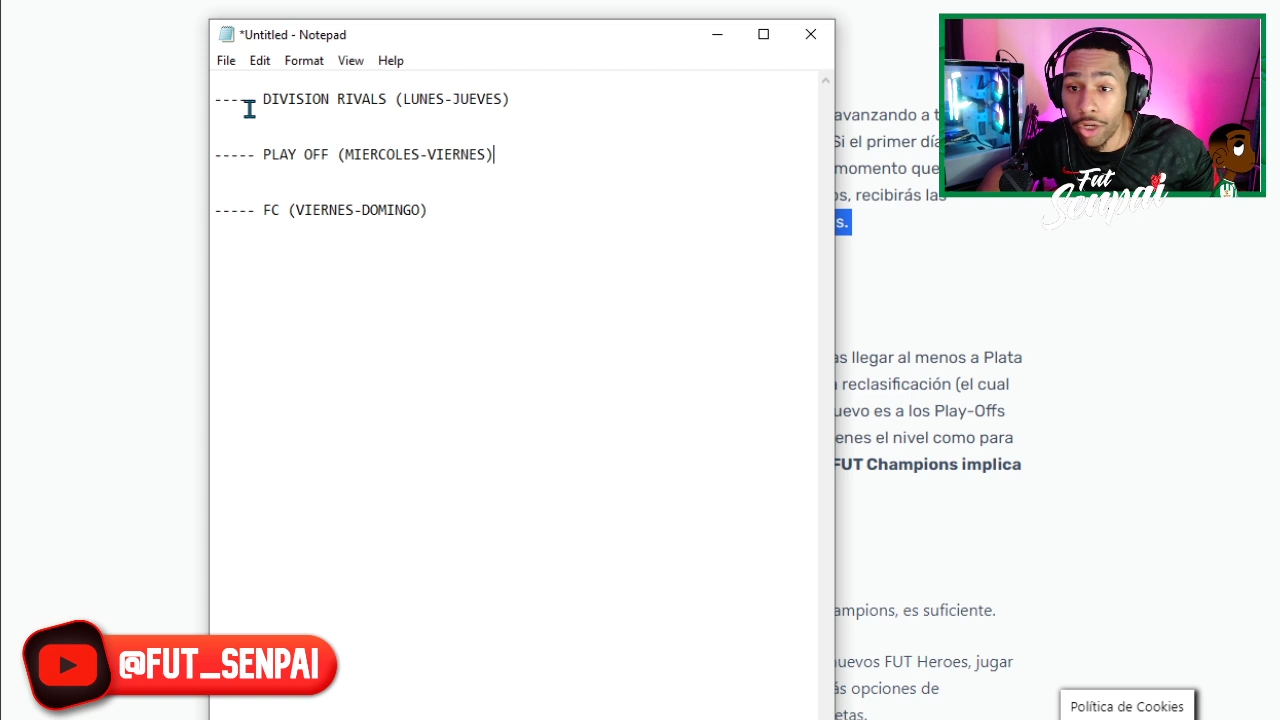 *Untitled - Notepad
File Edit Format View Help
----- DIVISION RIVALS (LUNES-JUEVES)
----- PLAY OFF (MIERCOLES-VIERNES)
----- FC (VIERNES-DOMINGO)
avanzando a t
Si el primer día
momento que
os, recibirás las
s.
Fut
Senpai
as llegar al menos a Plata
reclasificación (el cual
uevo es a los Play-Offs
enes el nivel como para
FUT Champions implica
ampions, es suficiente.
nuevos FUT Heroes, jugar
ás opciones de
etas.
@FUT_SENPAI
Política de Cookies